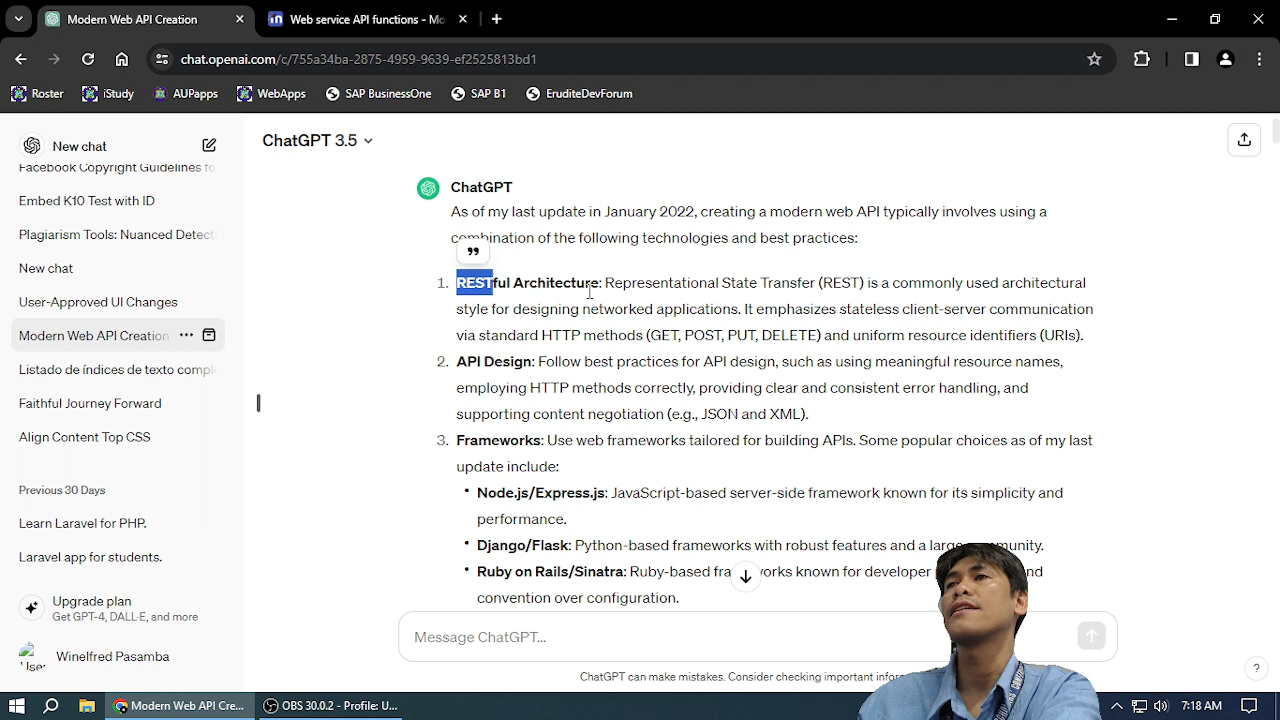 Modern Web API Creation
Web service API functions - Mo
chat.openai.com/c/755a34ba-2875-4959-9639-ef2525813bd1
Roster
iStudy
AUPapps
WebApps
SAP BusinessOne
SAP B1
EruditeDevForum
New chat
Facebook Copyright Guidelines fo
Embed K10 Test with ID
Plagiarism Tools: Nuanced Detect
New chat
User-Approved UI Changes
Modern Web API Creation
Listado de índices de texto compl
Faithful Journey Forward
Align Content Top CSS
Previous 30 Days
Learn Laravel for PHP.
Laravel app for students.
Upgrade plan
Get GPT-4, DALL·E, and more
User
Winelfred Pasamba
ChatGPT 3.5
ChatGPT
As of my last update in January 2022, creating a modern web API typically involves using a
combination of the following technologies and best practices:
1. RESTful Architecture: Representational State Transfer (REST) is a commonly used architectural
style for designing networked applications. It emphasizes stateless client-server communication
via standard HTTP methods (GET, POST, PUT, DELETE) and uniform resource identifiers (URIs).
2. API Design: Follow best practices for API design, such as using meaningful resource names,
employing HTTP methods correctly, providing clear and consistent error handling, and
supporting content negotiation (e.g., JSON and XML).
3. Frameworks: Use web frameworks tailored for building APIs. Some popular choices as of my last
update include:
• Node.js/Express.js: JavaScript-based server-side framework known for its simplicity and
performance.
• Django/Flask: Python-based frameworks with robust features and a large community.
• Ruby on Rails/Sinatra: Ruby-based frameworks known for developer and
convention over configuration.
Message ChatGPT...
ChatGPT can make mistakes. Consider checking important
?
Modern Web API Cre...
OBS 30.0.2 - Profile: U...
7:18 AM